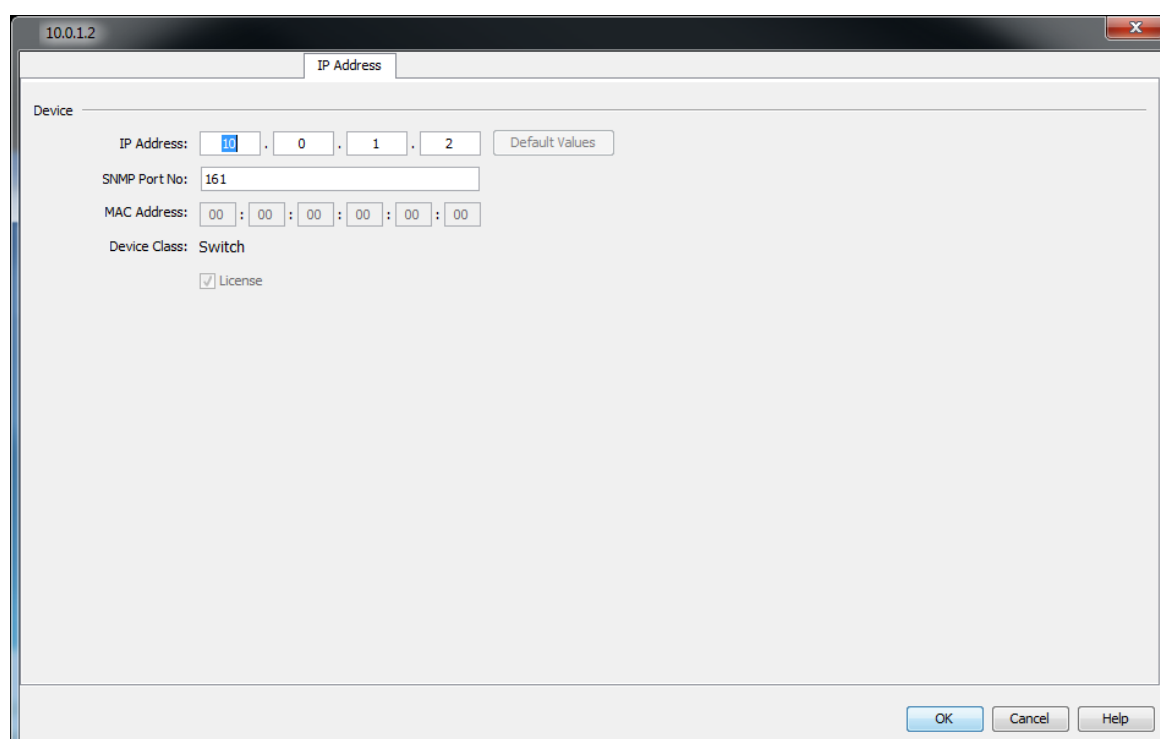 10.0.1.2
IP Address
Device
IP Address: 10 . 0 . 1 . 2 Default Values
SNMP Port No: 161
MAC Address: 00 : 00 : 00 : 00 : 00 : 00
Device Class: Switch
License
OK Cancel Help